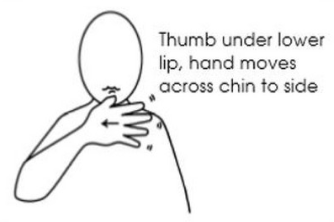 Thumb under lower
lip, hand moves
across chin to side